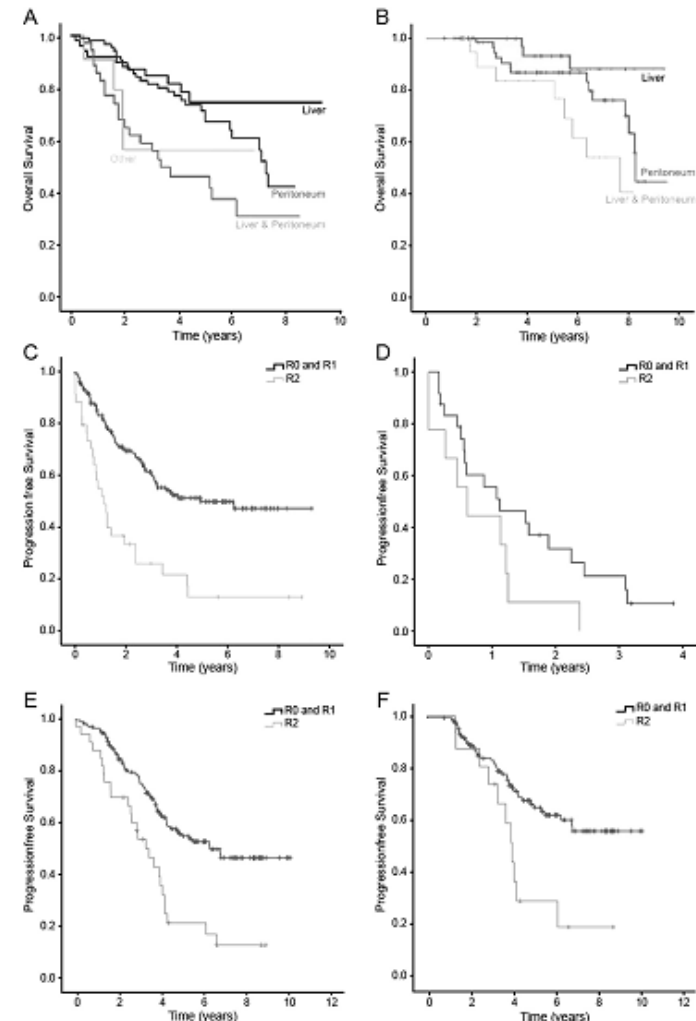 A
Overall Survival
1.0
0.8
0.6
0.4
0.2
0.0
Liver
Other
Peritoneum
Liver & Peritoneum
0 2 4 6 8 10
Time (years)
B
Overall Survival
1.0
0.8
0.6
0.4
0.2
0.0
Liver
Peritoneum
Liver & Peritoneum
0 2 4 6 8 10
Time (years)
C
R0 and R1
R2
Progression free Survival
1.0
0.8
0.6
0.4
0.2
0.0
0 2 4 6 8 10
Time (years)
D
R0 and R1
R2
Progressionfree Survival
1.0
0.8
0.6
0.4
0.2
0.0
0 1 2 3 4
Time (years)
E
R0 and R1
R2
Progressionfree Survival
1.0
0.8
0.6
0.4
0.2
0.0
0 2 4 6 8 10 12
Time (years)
F
R0 and R1
R2
Progressionfree Survival
1.0
0.8
0.6
0.4
0.2
0.0
0 2 4 6 8 10 12
Time (years)